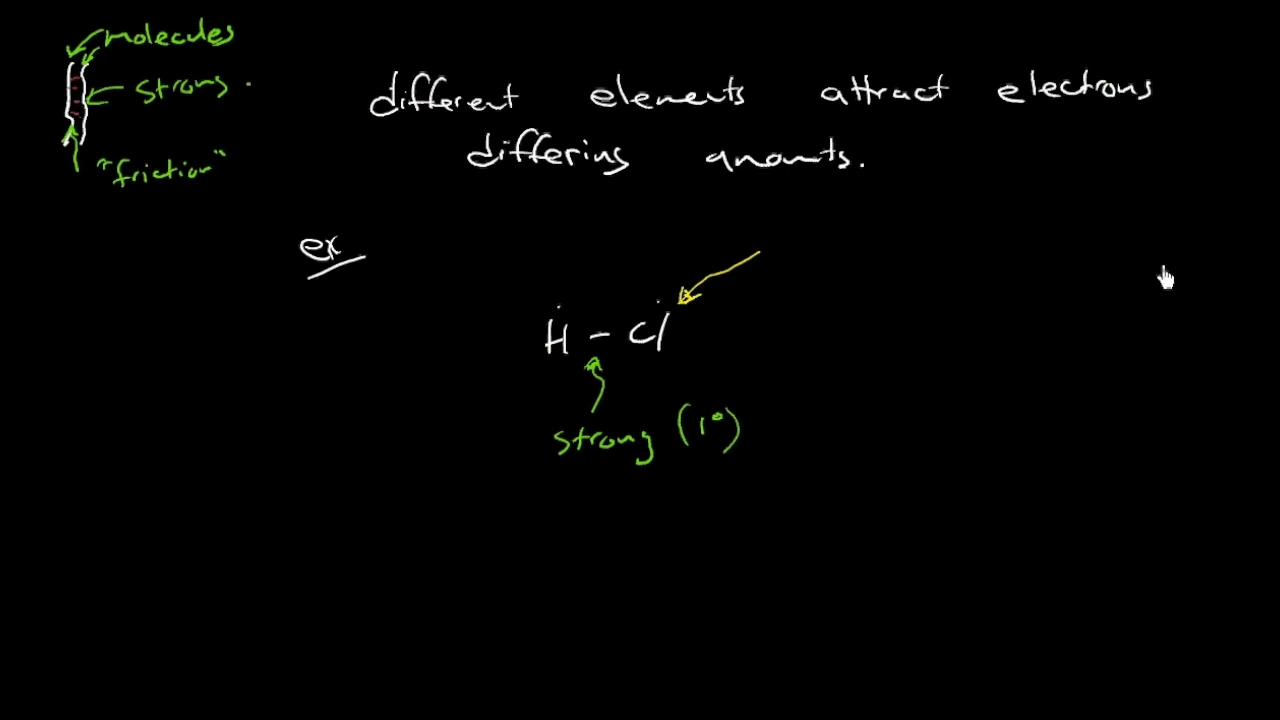 molecules
strong
"friction"
different elements attract electrons
differing amounts.
ex
H - Cl
strong (1°)